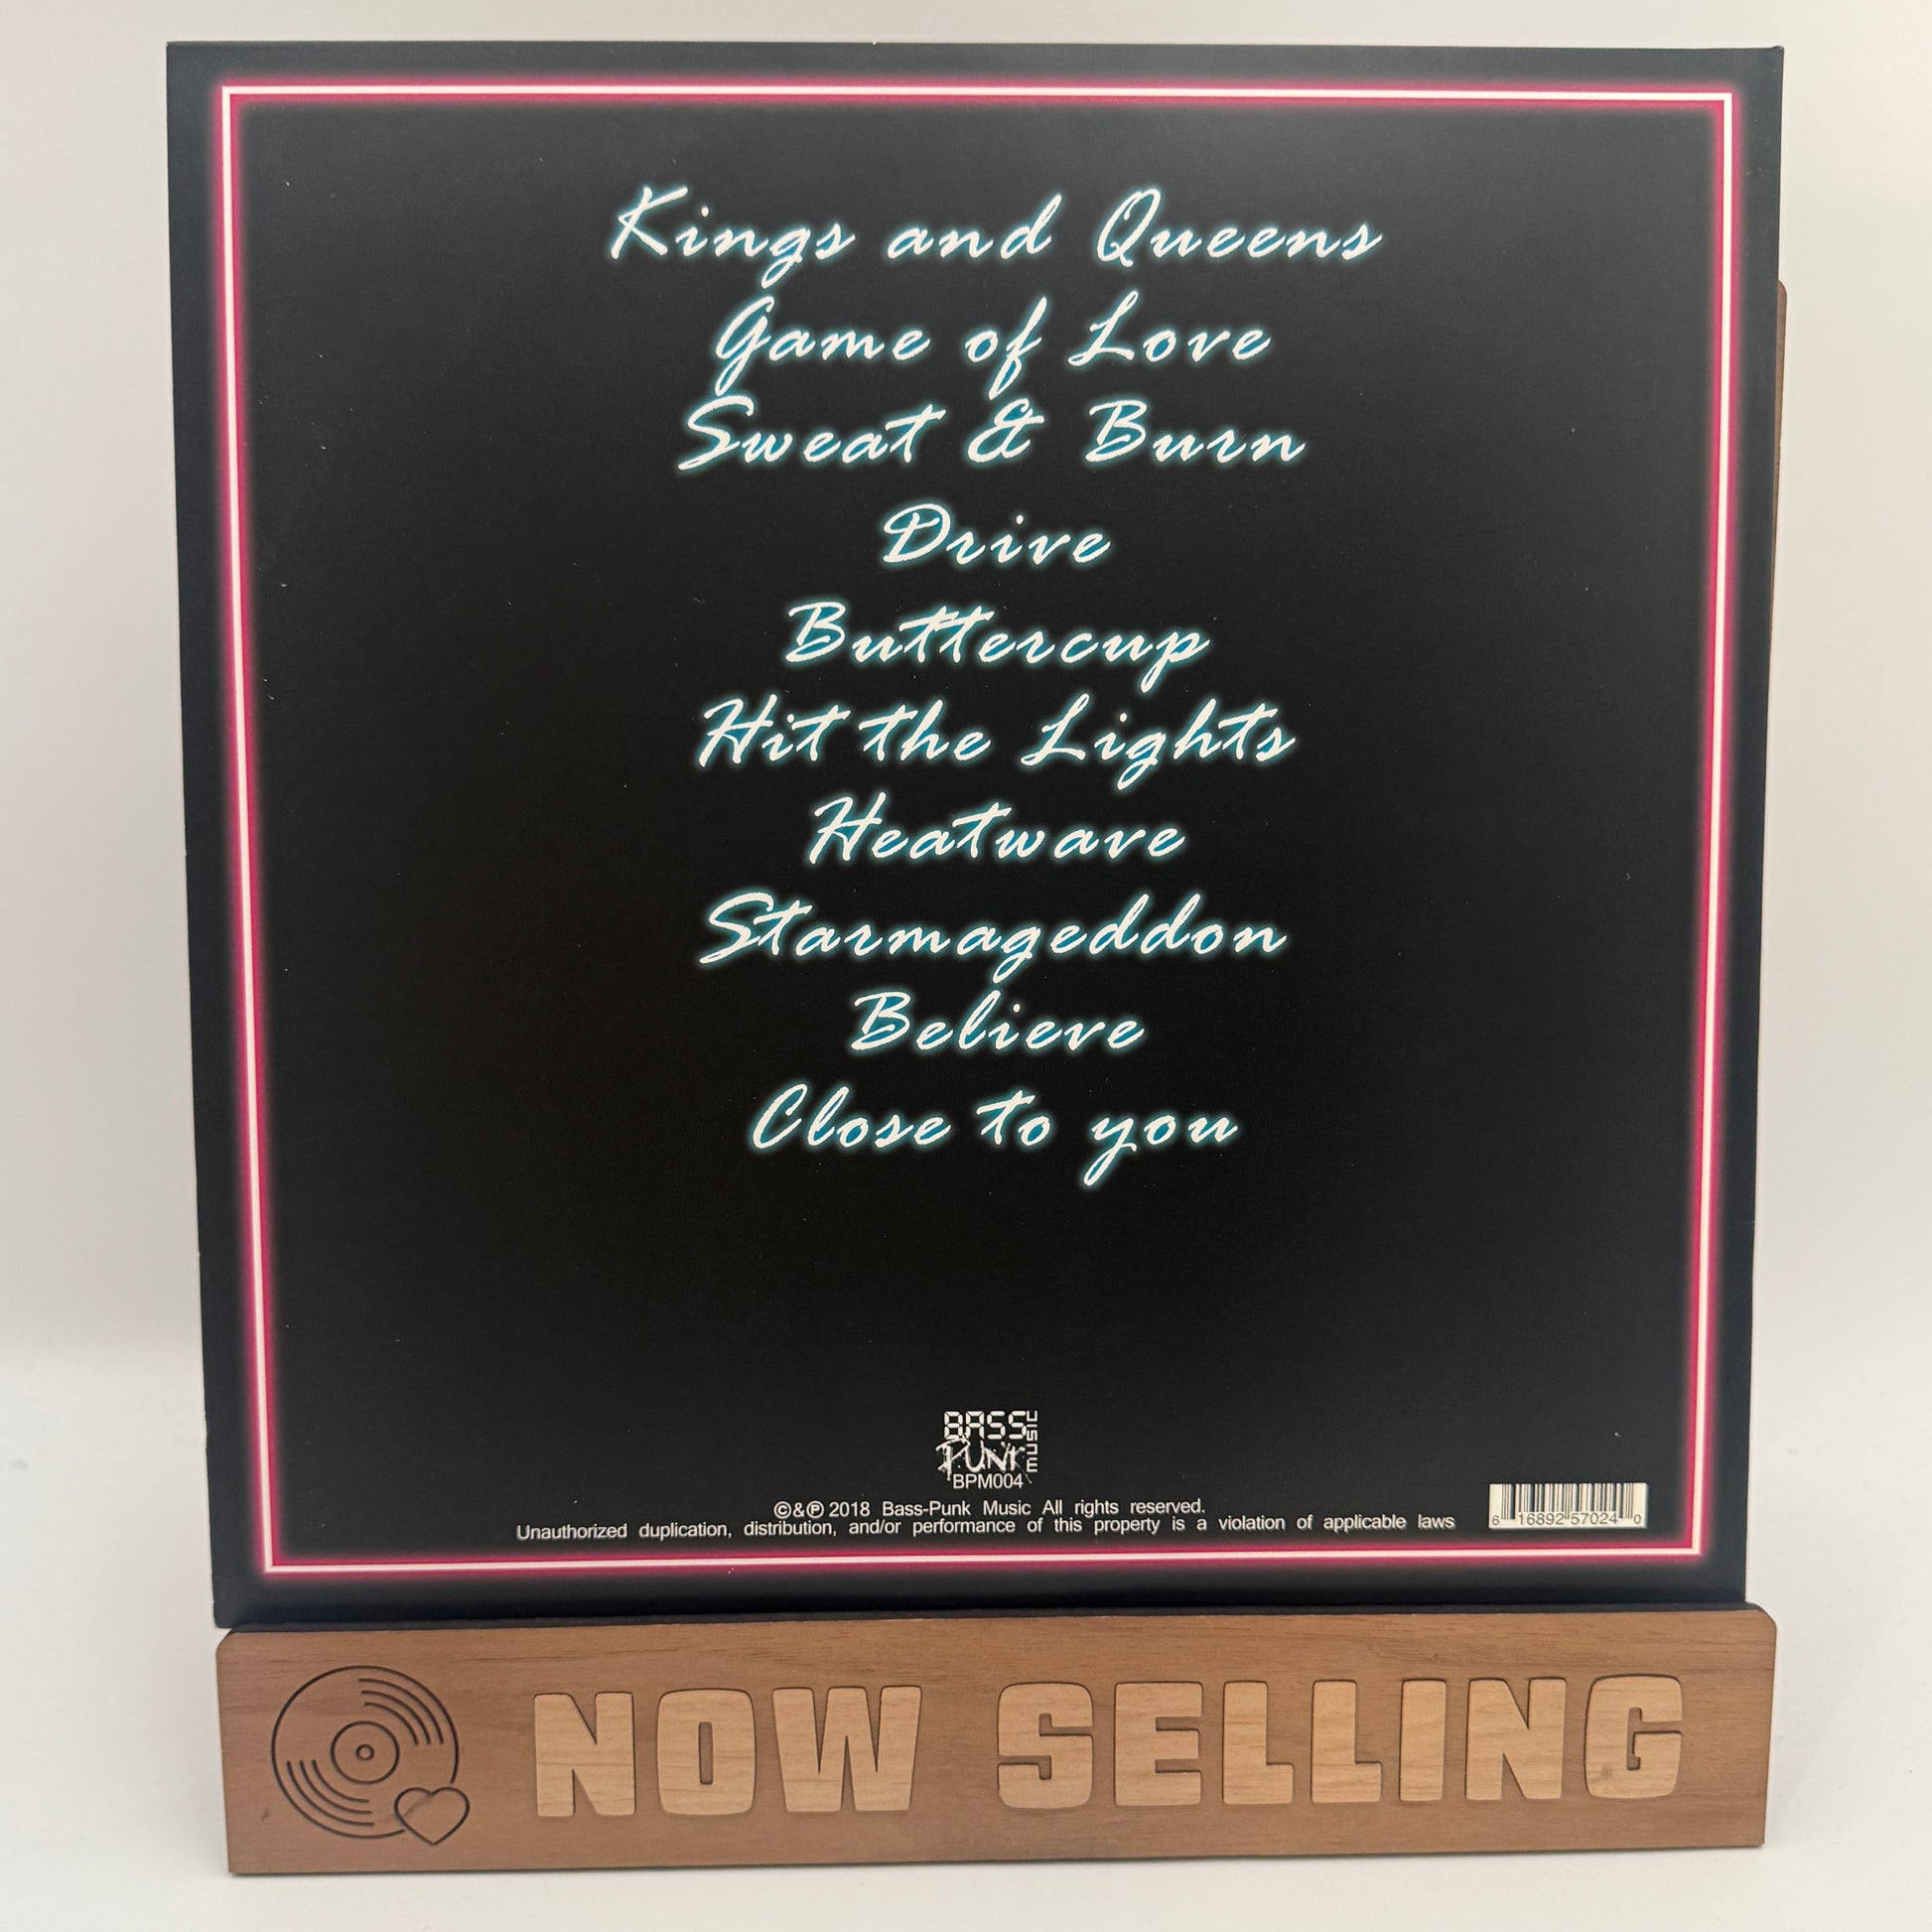 Kings and Queens
Game of Love
Sweat & Burn
Drive
Buttercup
Hit the Lights
Heatwave
Starmageddon
Believe
Close to you
BASS MUSIC
PUNK
BPM004
©&℗ 2018 Bass-Punk Music All rights reserved.
Unauthorized duplication, distribution, and/or performance of this property is a violation of applicable laws
6 16892 57024 0
NOW SELLING